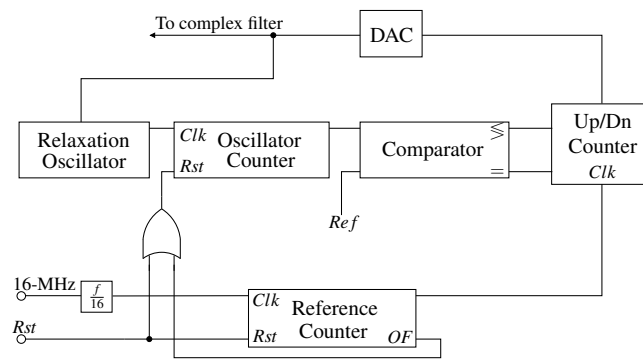 To complex filter
DAC
Relaxation
Oscillator
Clk
Rst
Oscillator
Counter
Comparator
≶
=
Up/Dn
Counter
Clk
Ref
16-MHz
f
16
Rst
Clk
Rst
Reference
Counter
OF